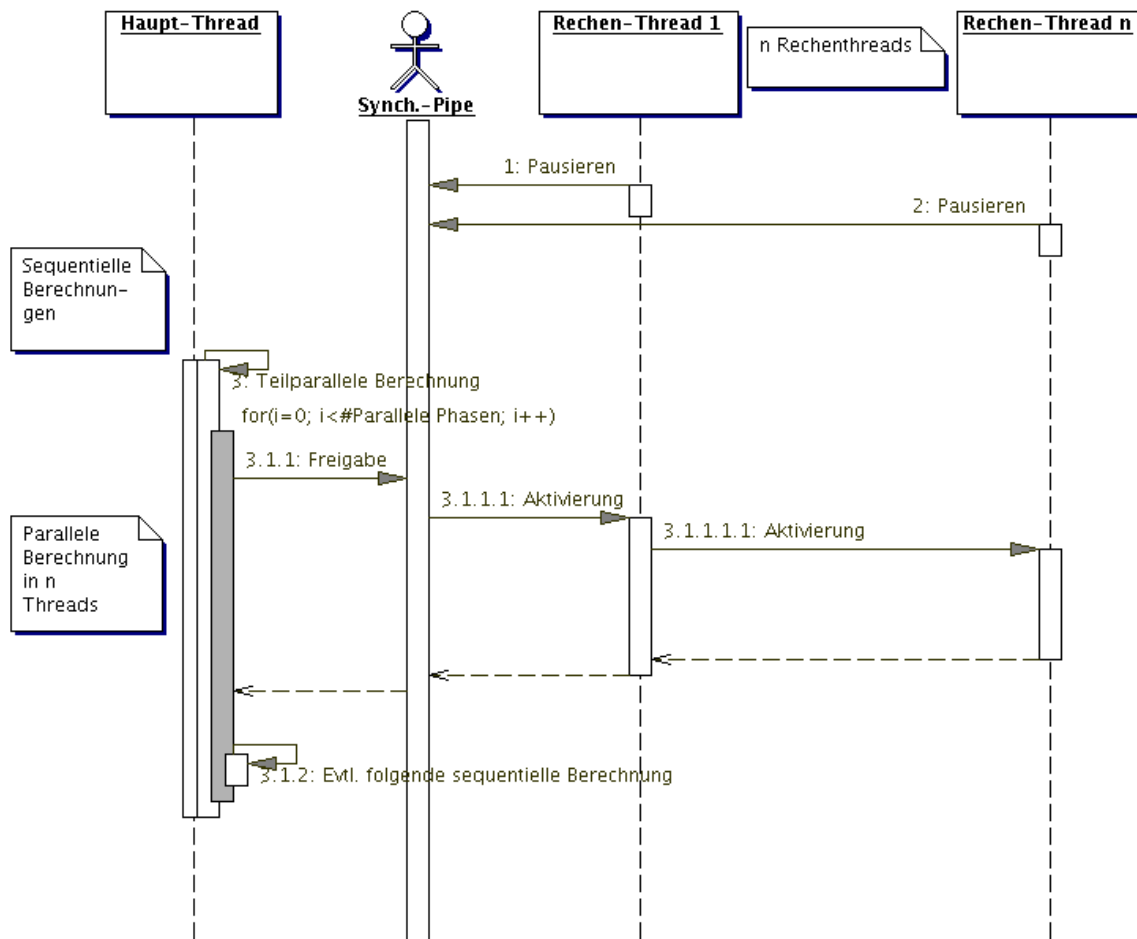 Haupt-Thread
Synch.-Pipe
Rechen-Thread 1
n Rechenthreads
Rechen-Thread n
1: Pausieren
2: Pausieren
Sequentielle
Berechnun-
gen
3: Teilparallele Berechnung
for(i=0; i<#Parallele Phasen; i++)
3.1.1: Freigabe
3.1.1.1: Aktivierung
3.1.1.1.1: Aktivierung
Parallele
Berechnung
in n
Threads
3.1.2: Evtl. folgende sequentielle Berechnung